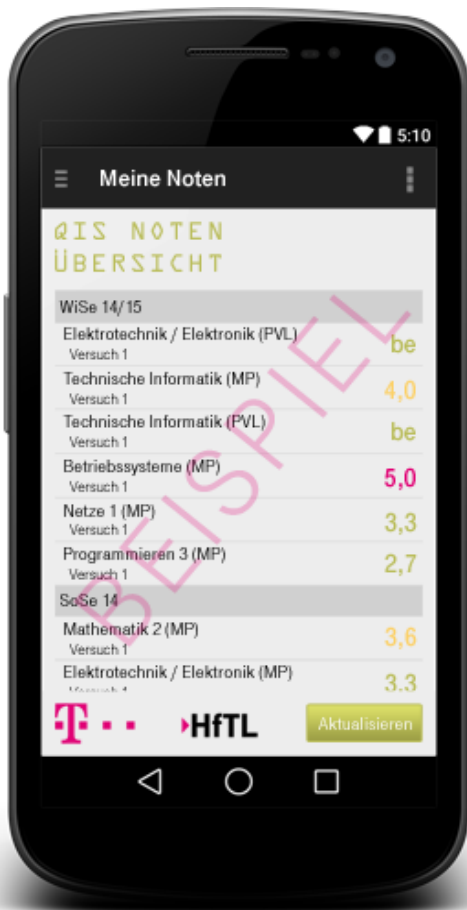 5:10
Meine Noten
QIS NOTEN
ÜBERSICHT
WiSe 14/15
Elektrotechnik / Elektronik (PVL)
Versuch 1
be
Technische Informatik (MP)
Versuch 1
4,0
Technische Informatik (PVL)
Versuch 1
be
Betriebssysteme (MP)
Versuch 1
5,0
Netze 1 (MP)
Versuch 1
3,3
Programmieren 3 (MP)
Versuch 1
2,7
SoSe 14
Mathematik 2 (MP)
Versuch 1
3,6
Elektrotechnik / Elektronik (MP)
Versuch 1
3,3
BEISPIEL
T
HfTL
Aktualisieren